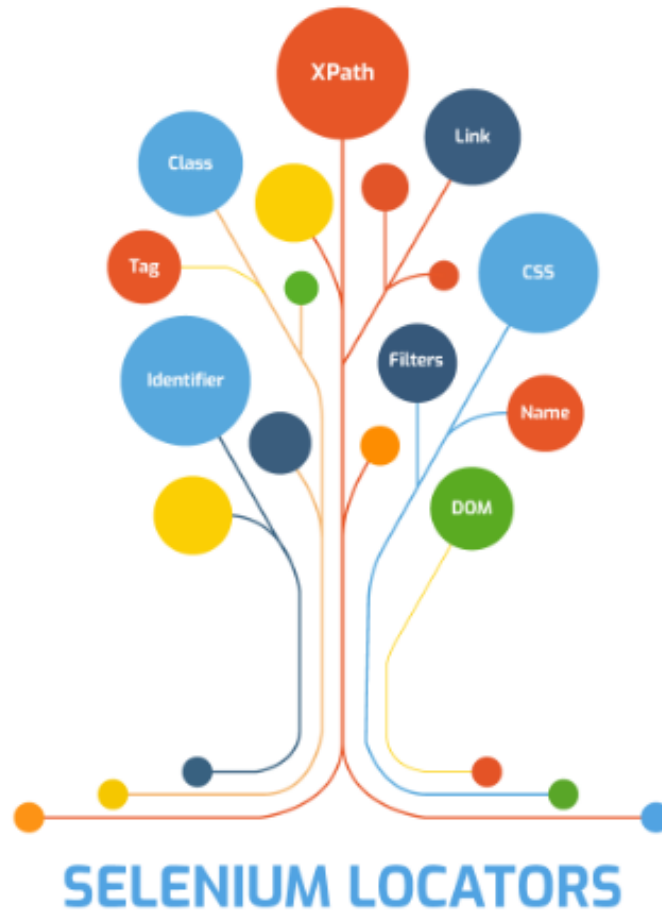 XPath
Link
Class
Tag
CSS
Filters
Identifier
Name
DOM
SELENIUM LOCATORS